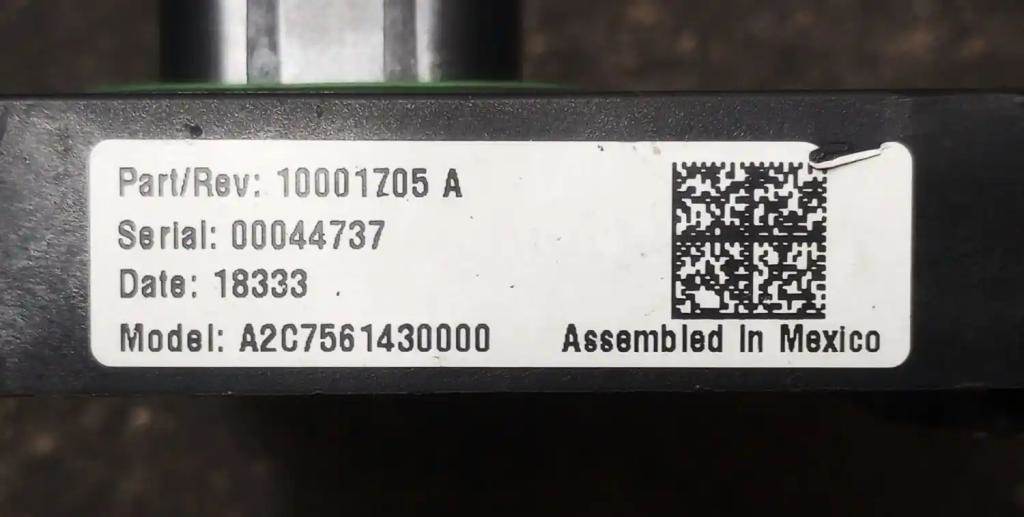 Part/Rev: 10001705 A
Serial: 00044737
Date: 18333
Model: A2C7561430000
Assembled In Mexico